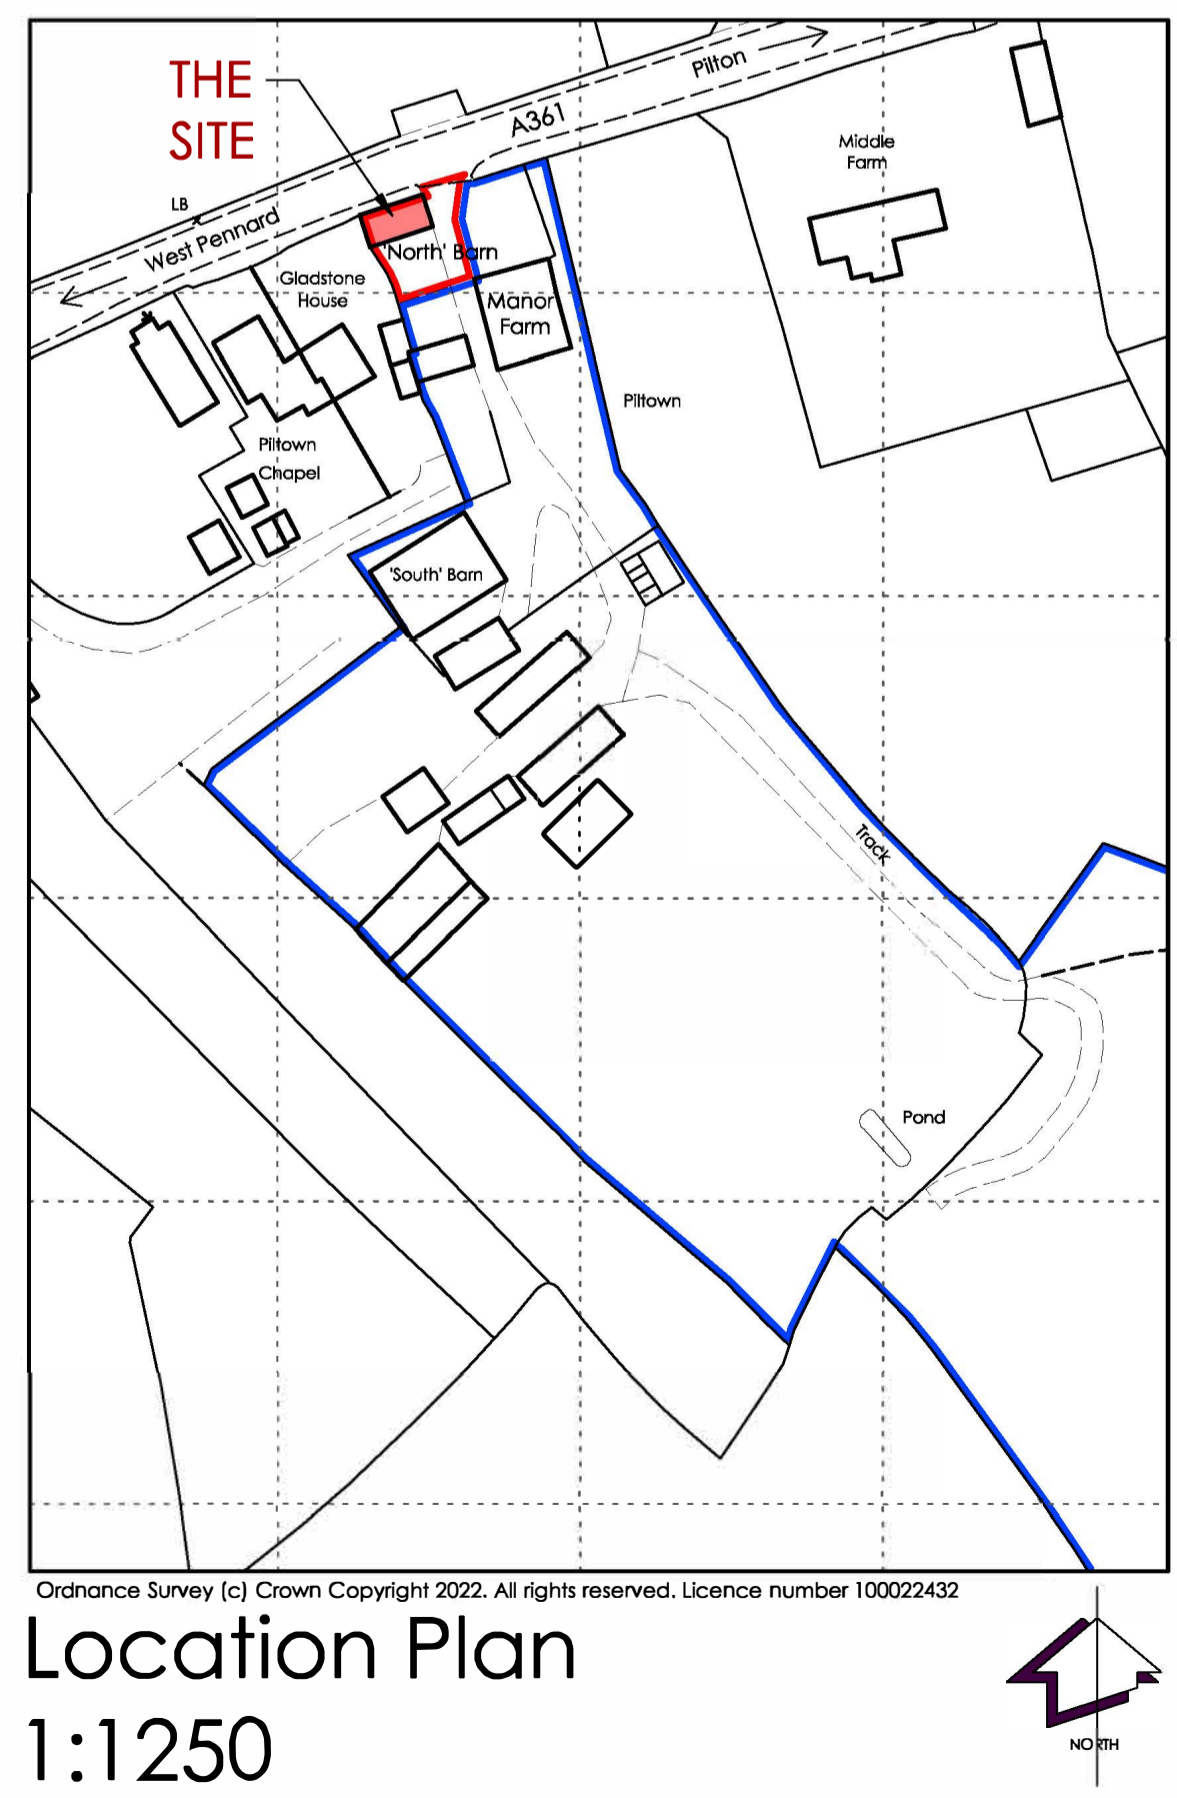 THE
SITE
Pilton
A361
LB
West Pennard
Middle
Farm
'North' Barn
Gladstone
House
Manor
Farm
Piltown
Piltown
Chapel
'South' Barn
Track
Pond
Ordnance Survey (c) Crown Copyright 2022. All rights reserved. Licence number 100022432
Location Plan
1:1250
NORTH